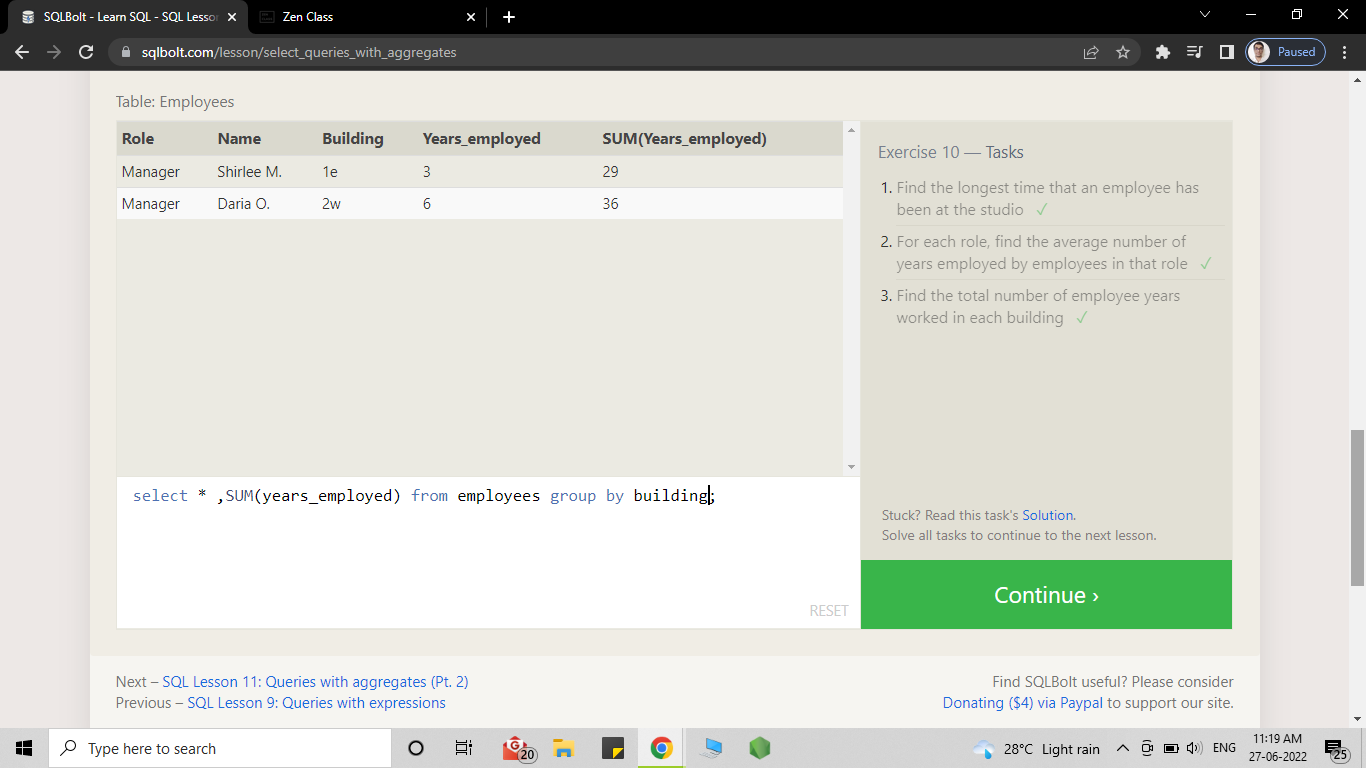 SQLBolt - Learn SQL - SQL Lesson
Zen Class
sqlbolt.com/lesson/select_queries_with_aggregates
Paused
Table: Employees
Role Name Building Years_employed SUM(Years_employed)
Manager Shirlee M. 1e 3 29
Manager Daria O. 2w 6 36
select * ,SUM(years_employed) from employees group by building;
RESET
Exercise 10 — Tasks
1. Find the longest time that an employee has
been at the studio ✓
2. For each role, find the average number of
years employed by employees in that role ✓
3. Find the total number of employee years
worked in each building ✓
Stuck? Read this task's Solution.
Solve all tasks to continue to the next lesson.
Continue ›
Next – SQL Lesson 11: Queries with aggregates (Pt. 2)
Previous – SQL Lesson 9: Queries with expressions
Find SQLBolt useful? Please consider
Donating ($4) via Paypal to support our site.
Type here to search
20
28°C Light rain
ENG
11:19 AM
27-06-2022
25